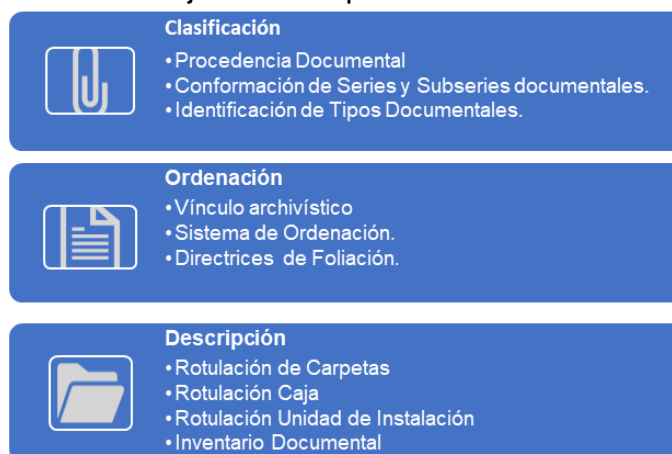 Clasificación
•Procedencia Documental
•Conformación de Series y Subseries documentales.
•Identificación de Tipos Documentales.
Ordenación
•Vínculo archivístico
•Sistema de Ordenación.
•Directrices de Foliación.
Descripción
•Rotulación de Carpetas
•Rotulación Caja
•Rotulación Unidad de Instalación
•Inventario Documental